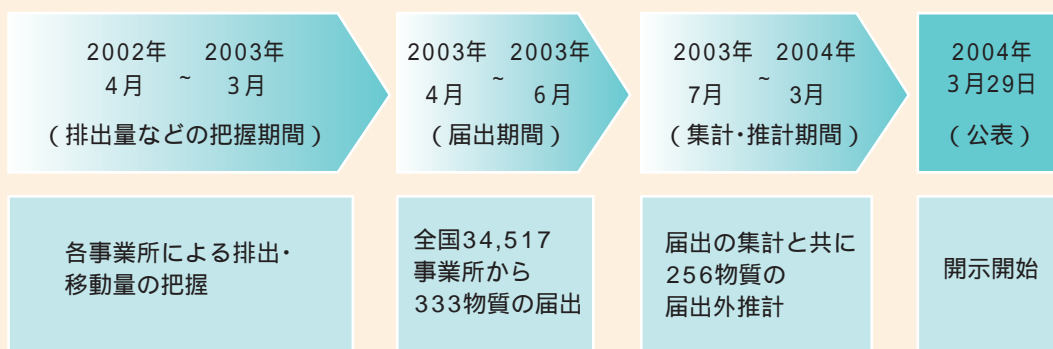 2002年 2003年
4月 ~ 3月
(排出量などの把握期間)
各事業所による排出・
移動量の把握
2003年 2003年
4月 ~ 6月
(届出期間)
全国34,517
事業所から
333物質の届出
2003年 2004年
7月 ~ 3月
(集計・推計期間)
届出の集計と共に
256物質の
届出外推計
2004年
3月29日
(公表)
開示開始